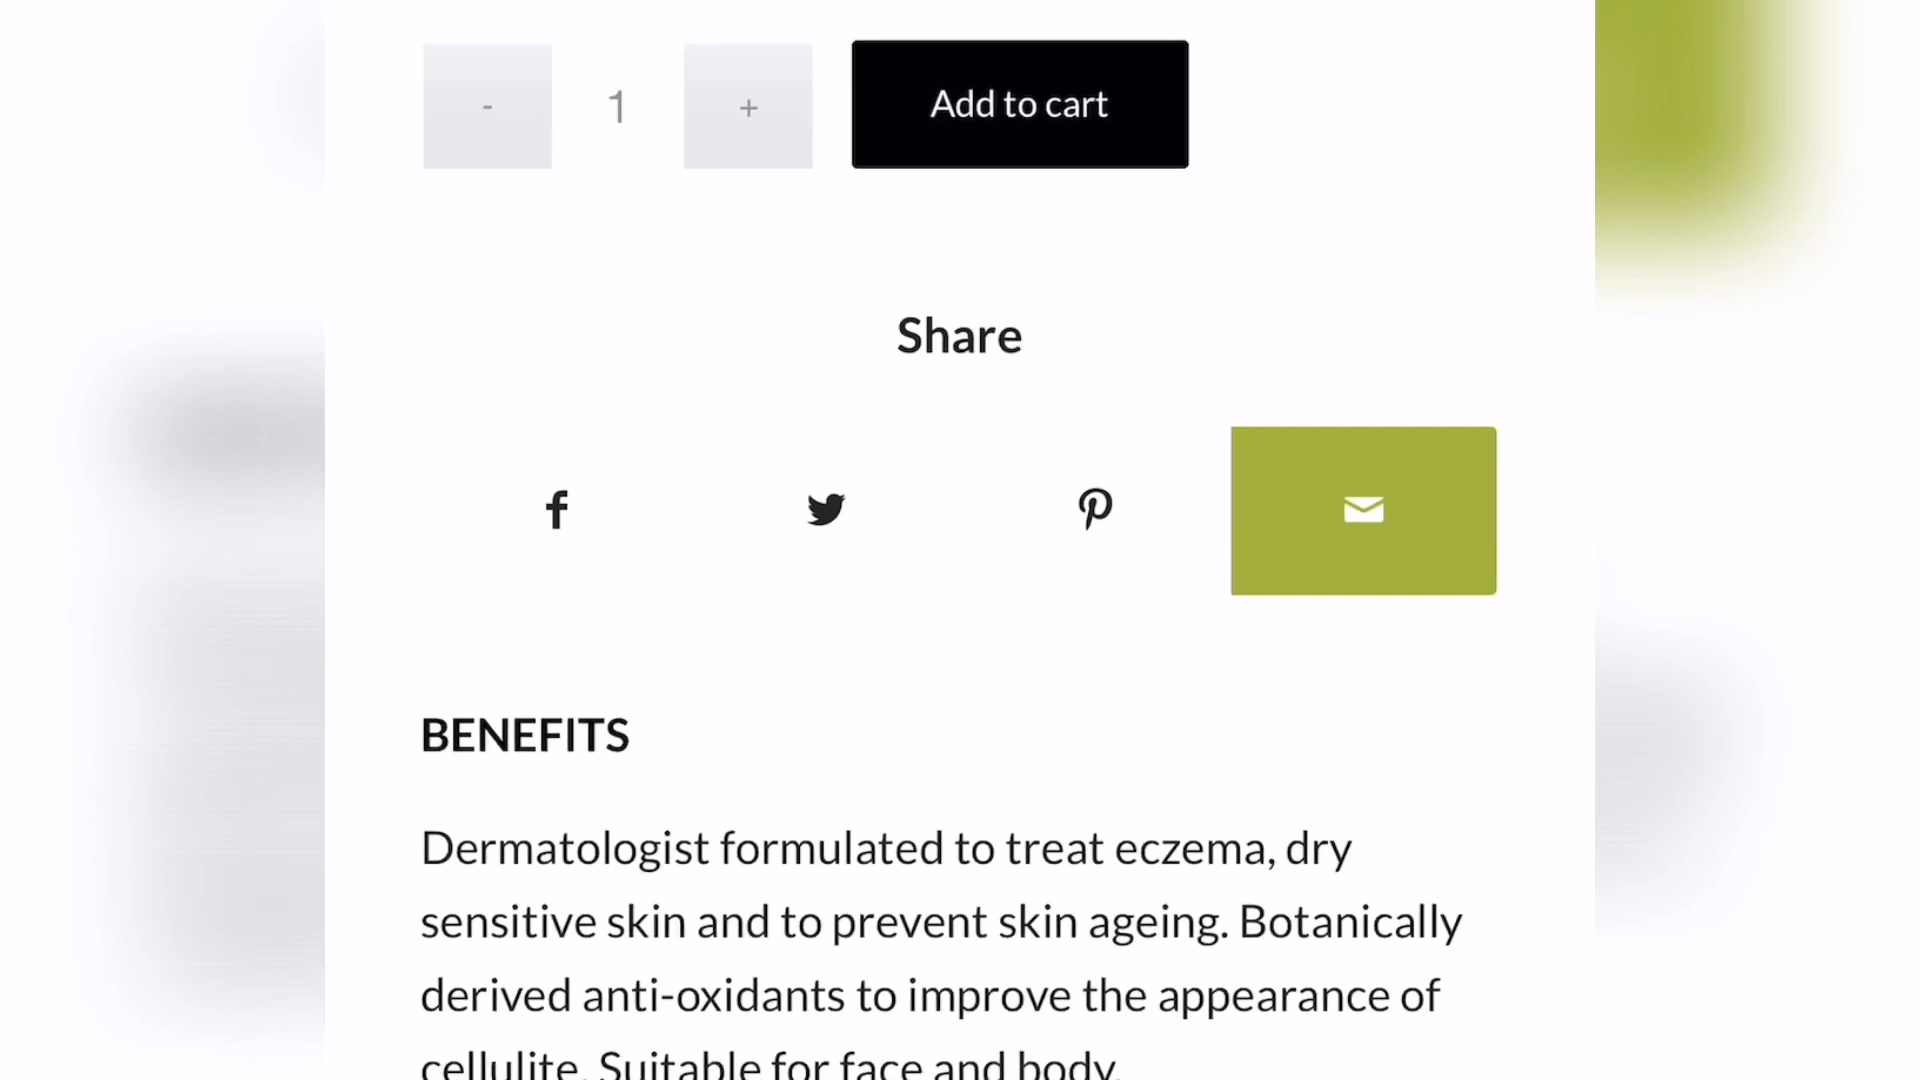 - 1 + Add to cart
Share
BENEFITS
Dermatologist formulated to treat eczema, dry
sensitive skin and to prevent skin ageing. Botanically
derived anti-oxidants to improve the appearance of
cellulite. Suitable for face and body.